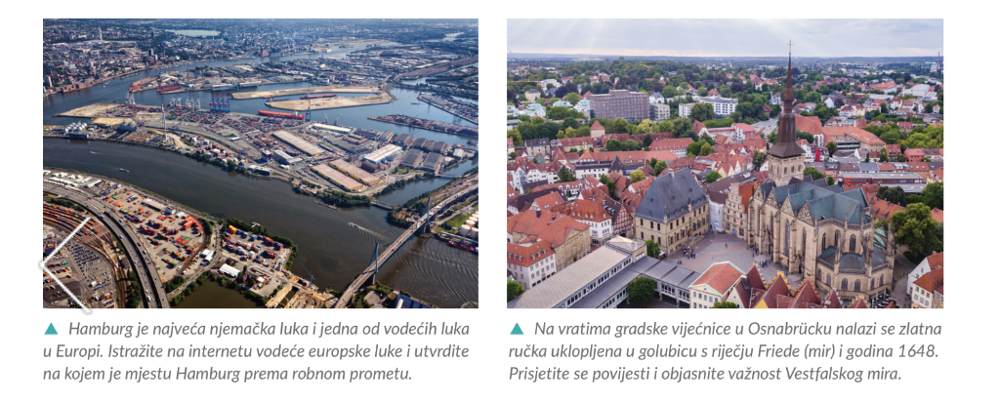 ▲ Hamburg je najveća njemačka luka i jedna od vodećih luka
u Europi. Istražite na internetu vodeće europske luke i utvrdite
na kojem je mjestu Hamburg prema robnom prometu.
▲ Na vratima gradske vijećnice u Osnabrücku nalazi se zlatna
ručka uklopljena u golubicu s riječju Friede (mir) i godina 1648.
Prisjetite se povijesti i objasnite važnost Vestfalskog mira.